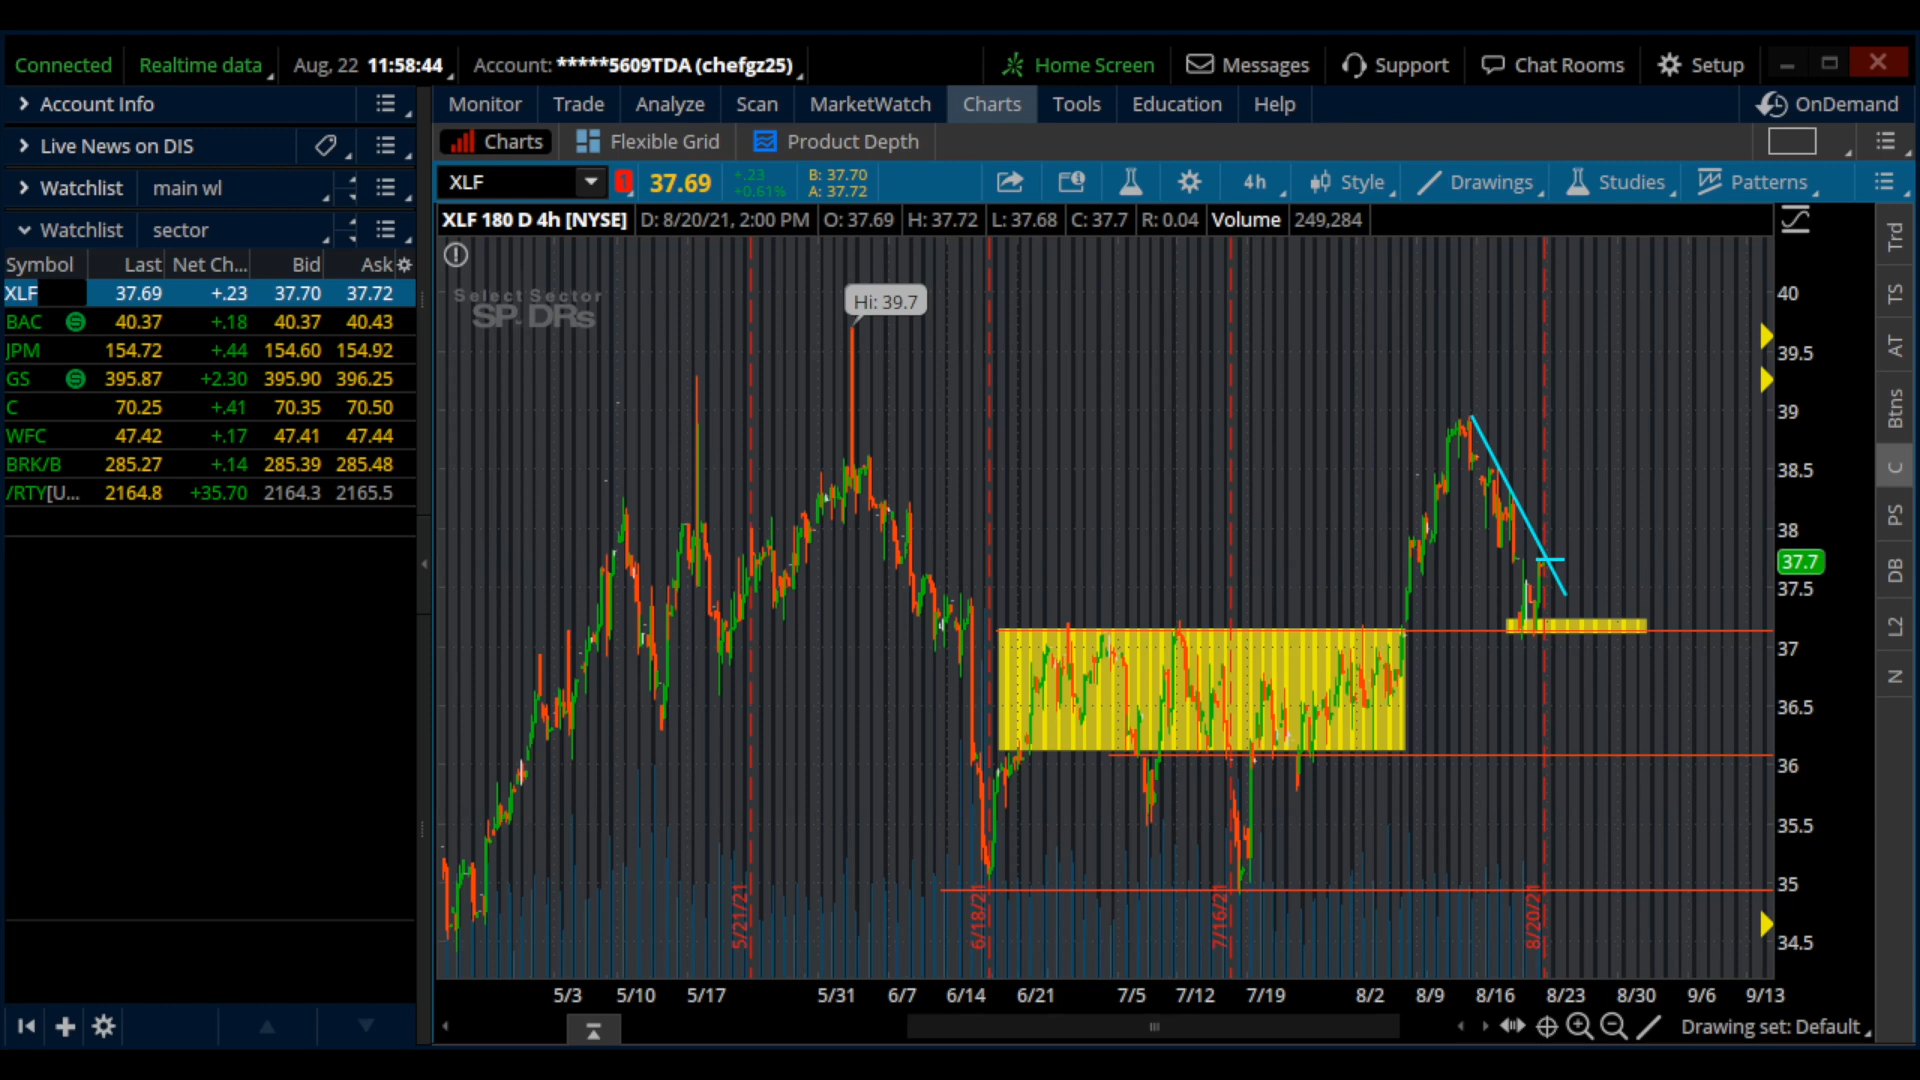 Connected Realtime data Aug, 22 11:58:44 Account: *****5609TDA (chefgz25) Home Screen Messages Support Chat Rooms Setup
Account Info Monitor Trade Analyze Scan MarketWatch Charts Tools Education Help OnDemand
Live News on DIS Charts Flexible Grid Product Depth
Watchlist main wl XLF 1 37.69 +.23 +0.61% B: 37.70 A: 37.72 4h Style Drawings Studies Patterns
Watchlist sector XLF 180 D 4h [NYSE] D: 8/20/21, 2:00 PM O: 37.69 H: 37.72 L: 37.68 C: 37.7 R: 0.04 Volume 249,284
Symbol Last Net Ch... Bid Ask
XLF 37.69 +.23 37.70 37.72
BAC 40.37 +.18 40.37 40.43
JPM 154.72 +.44 154.60 154.92
GS 395.87 +2.30 395.90 396.25
C 70.25 +.41 70.35 70.50
WFC 47.42 +.17 47.41 47.44
BRK/B 285.27 +.14 285.39 285.48
/RTY[U... 2164.8 +35.70 2164.3 2165.5
Select Sector
SPDRs
Hi: 39.7
40
39.5
39
38.5
38
37.7
37.5
37
36.5
36
35.5
35
34.5
5/21/21 6/18/21 7/16/21 8/20/21
5/3 5/10 5/17 5/31 6/7 6/14 6/21 7/5 7/12 7/19 8/2 8/9 8/16 8/23 8/30 9/6 9/13
Drawing set: Default
Trd
TS
AT
Btns
C
PS
DB
L2
N